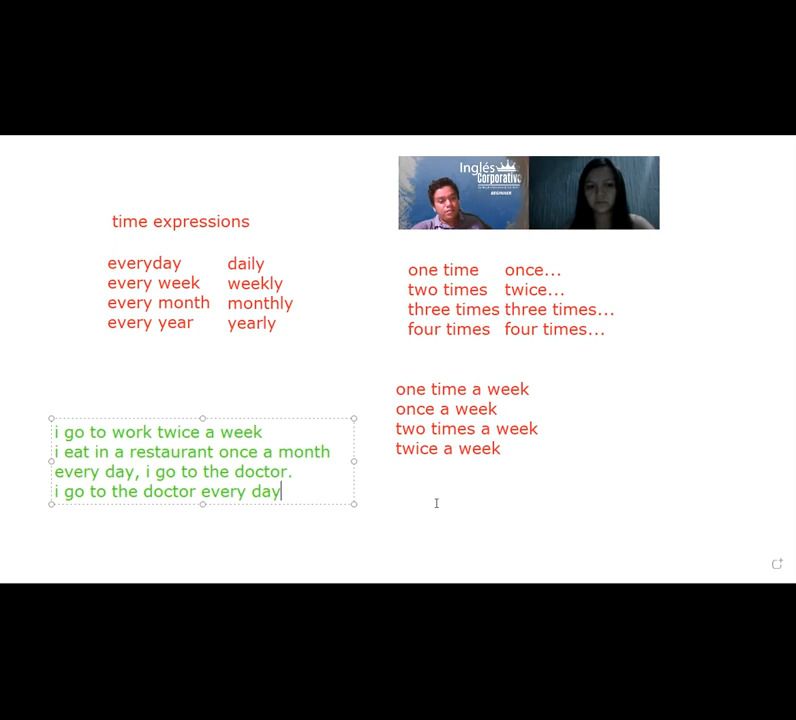 Inglés
Corporativo
BEGINNER
time expressions
everyday daily
every week weekly
every month monthly
every year yearly
one time once...
two times twice...
three times three times...
four times four times...
one time a week
once a week
two times a week
twice a week
i go to work twice a week
i eat in a restaurant once a month
every day, i go to the doctor.
i go to the doctor every day